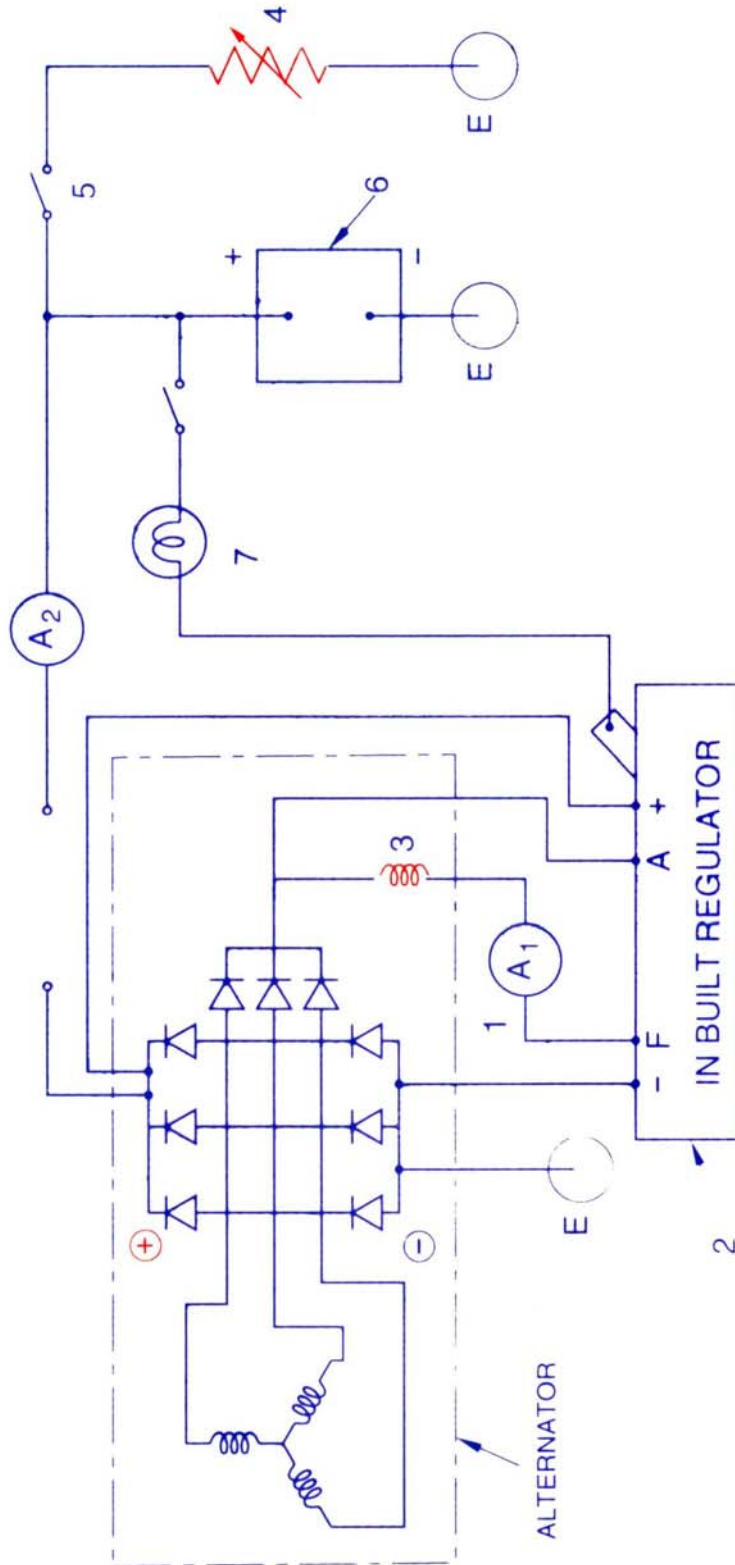 4
5
E
+
6
-
E
A2
7
3
A1
1
+
A
F
-
IN BUILT REGULATOR
2
+
-
E
ALTERNATOR